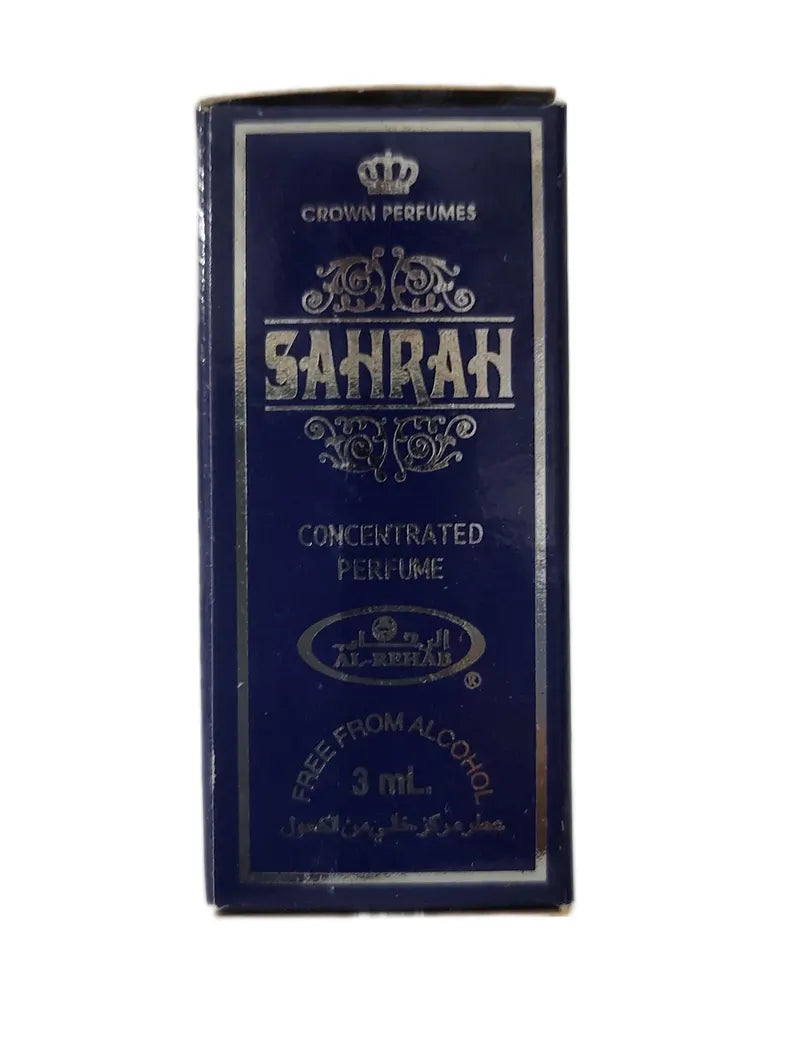 CROWN PERFUMES
SAHRAH
CONCENTRATED
PERFUME
الرحاب
AL-REHAB
®
FREE FROM ALCOHOL
3 mL.
عطر مركز خالي من الكحول